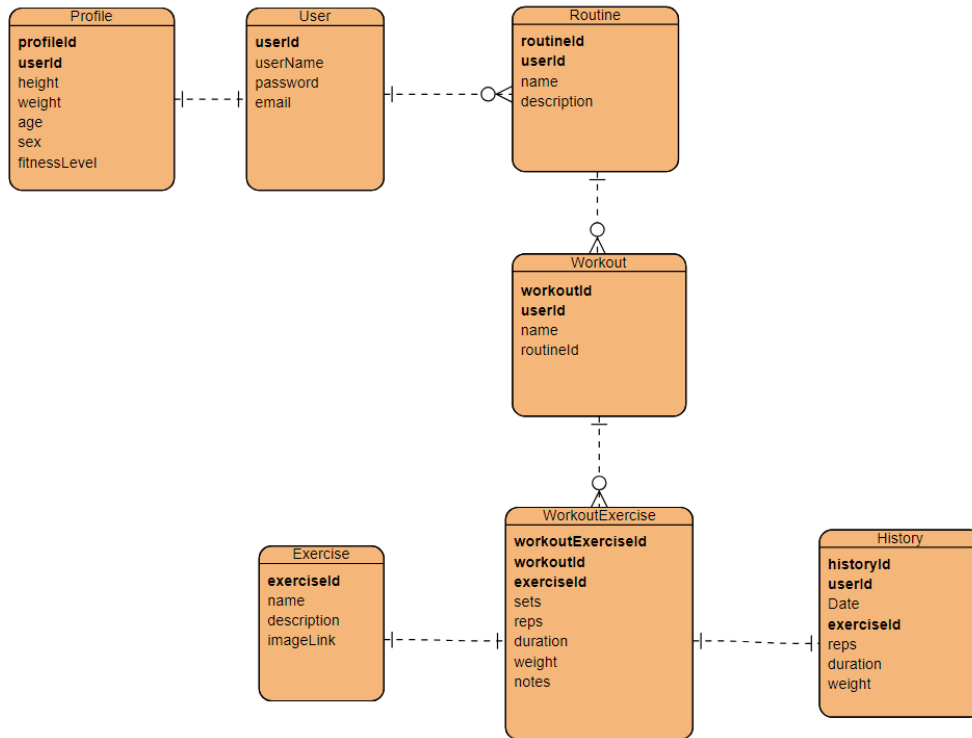 Profile
profileId
userId
height
weight
age
sex
fitnessLevel
User
userId
userName
password
email
Routine
routineId
userId
name
description
Workout
workoutId
userId
name
routineId
WorkoutExercise
workoutExerciseId
workoutId
exerciseId
sets
reps
duration
weight
notes
Exercise
exerciseId
name
description
imageLink
History
historyId
userId
Date
exerciseId
reps
duration
weight